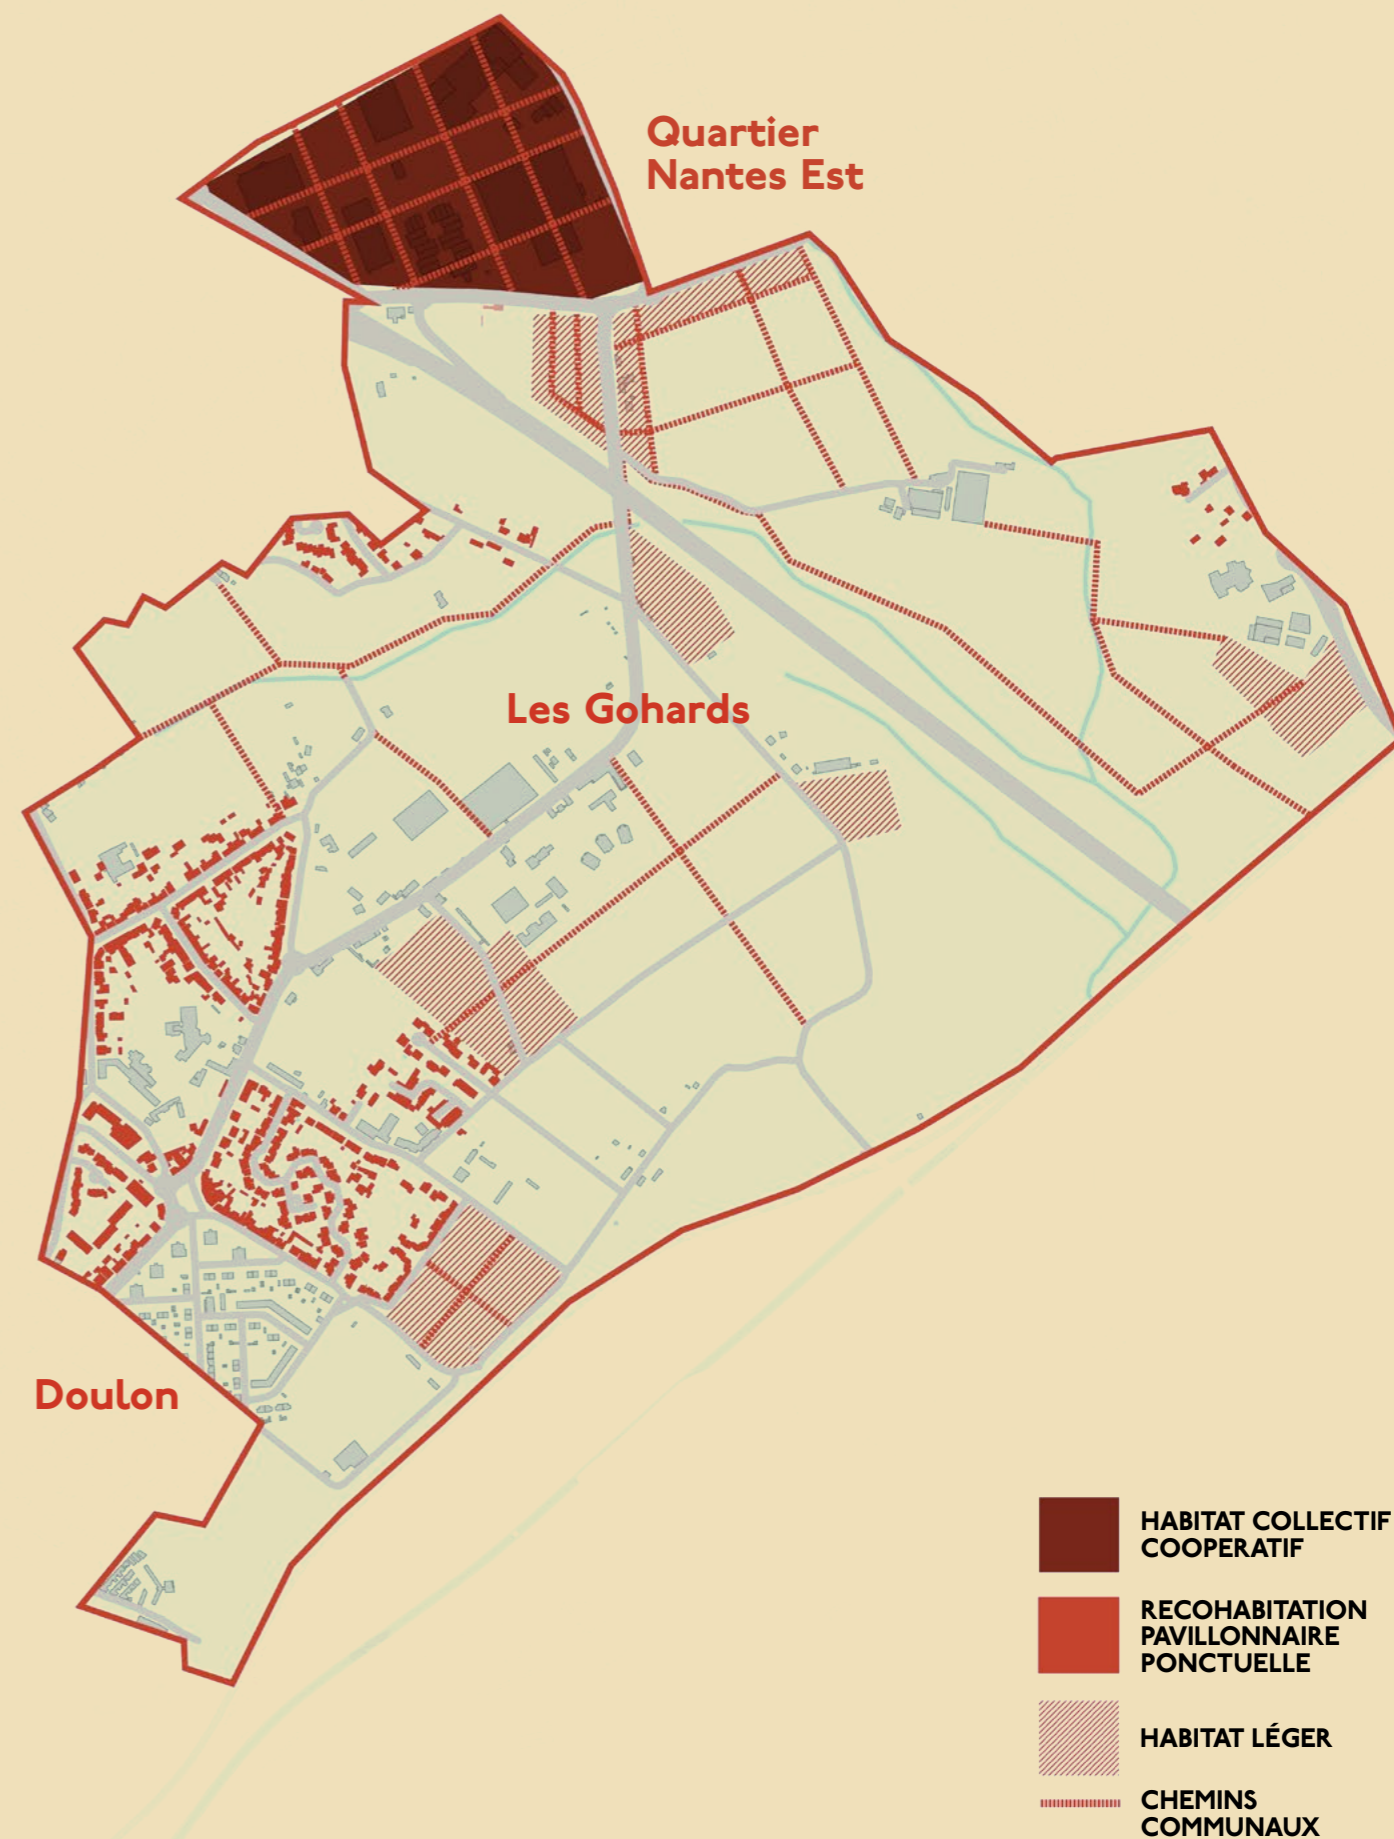 Quartier
Nantes Est
Les Gohards
Doulon
HABITAT COLLECTIF
COOPERATIF
RECOHABITATION
PAVILLONNAIRE
PONCTUELLE
HABITAT LÉGER
CHEMINS
COMMUNAUX